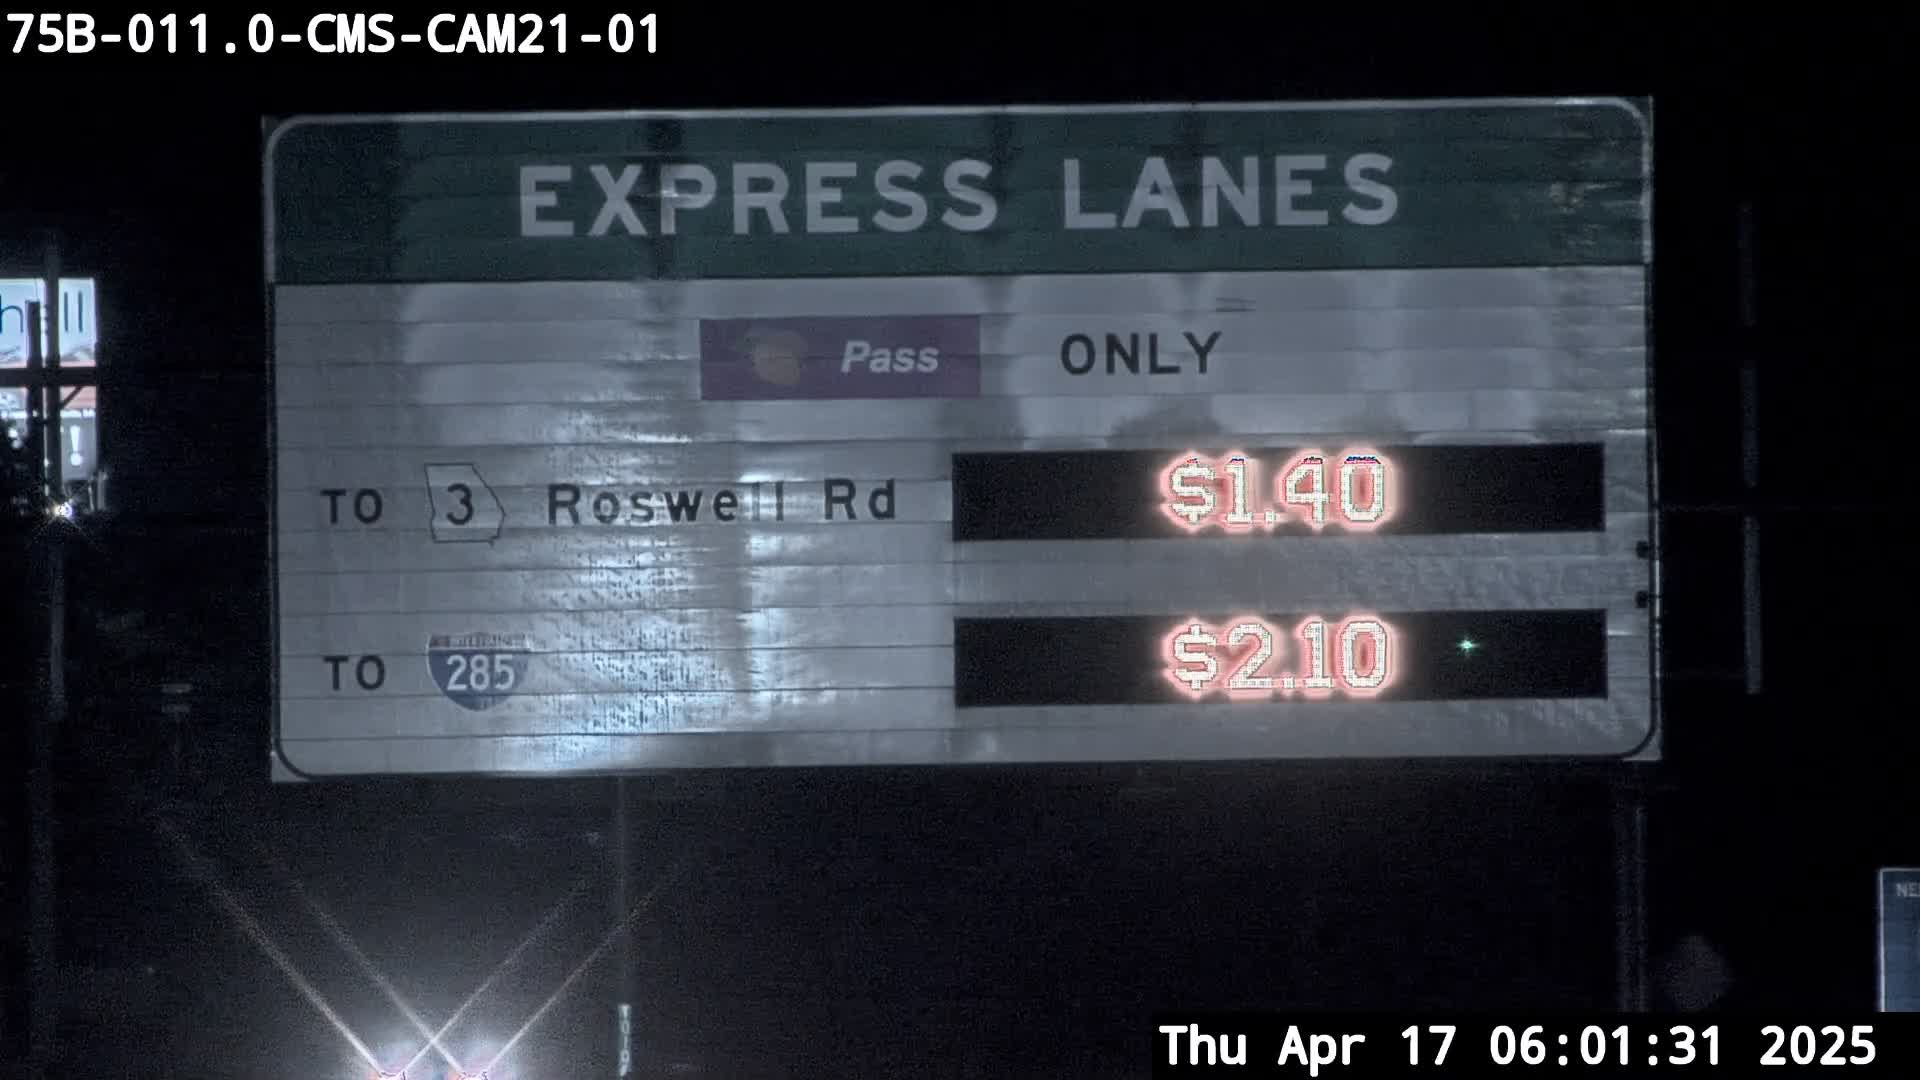 75B-011.0-CMS-CAM21-01
EXPRESS LANES
Pass ONLY
TO 3 Roswell Rd $1.40
TO 285 $2.10
Thu Apr 17 06:01:31 2025